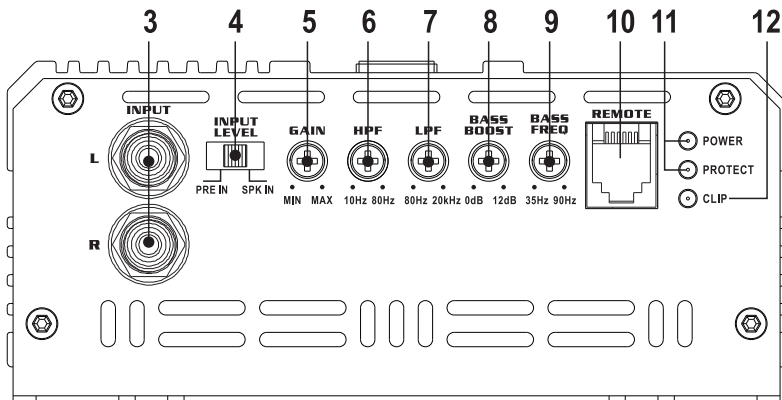 3 4 5 6 7 8 9 10 11 12
INPUT
INPUT LEVEL
GAIN HPF LPF
BASS BOOST
BASS FREQ
REMOTE
L
R
PRE IN SPK IN
MIN MAX 10Hz 80Hz 80Hz 20kHz 0dB 12dB 35Hz 90Hz
POWER
PROTECT
CLIP